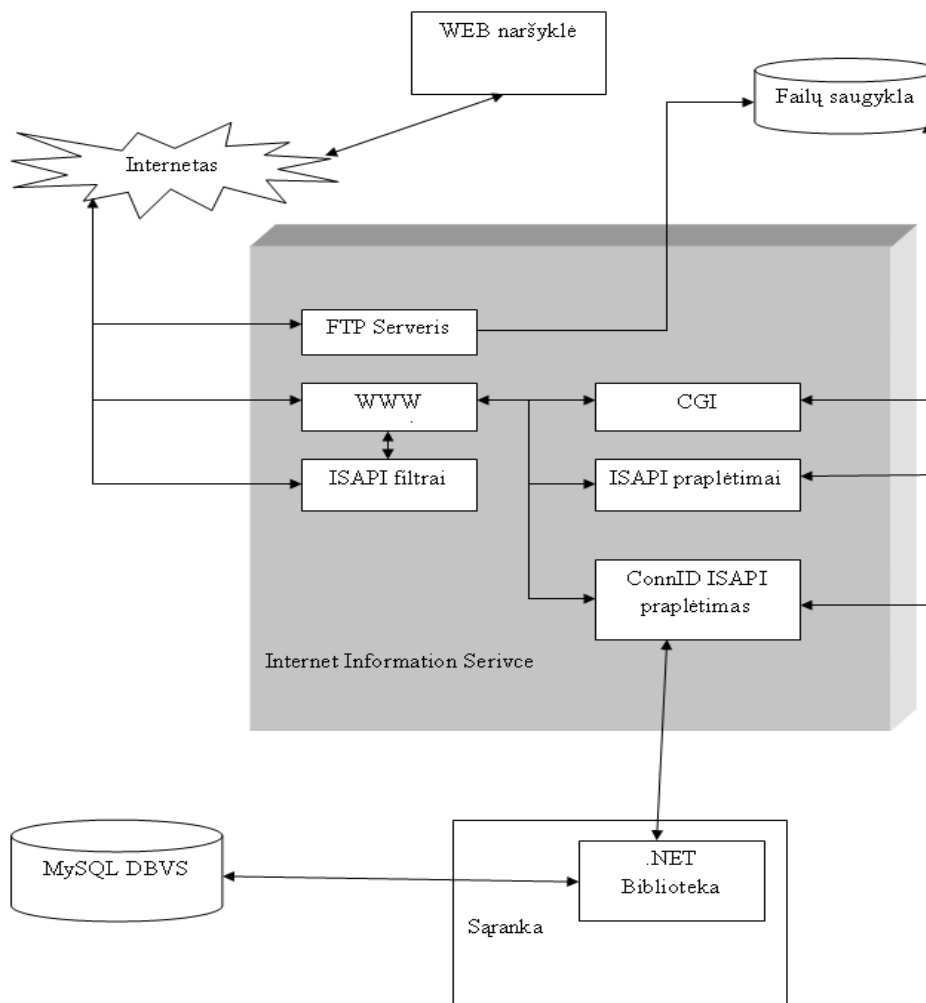 WEB naršyklė
Failų saugykla
Internetas
FTP Serveris
WWW
.
CGI
ISAPI filtrai
ISAPI praplėtimai
ConnID ISAPI
praplėtimas
Internet Information Serivce
MySQL DBVS
.NET
Biblioteka
Sąranka